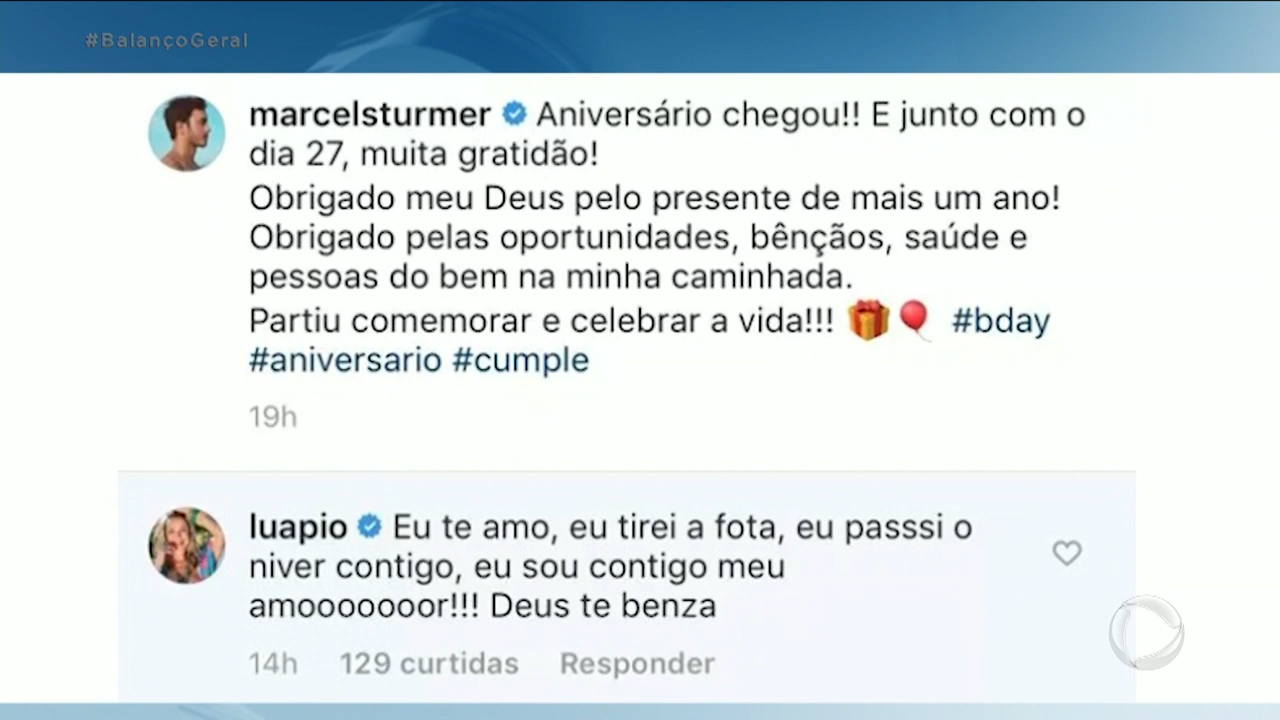 #BalançoGeral
marcelsturmer Aniversário chegou!! E junto com o
dia 27, muita gratidão!
Obrigado meu Deus pelo presente de mais um ano!
Obrigado pelas oportunidades, bênçãos, saúde e
pessoas do bem na minha caminhada.
Partiu comemorar e celebrar a vida!!! 🎁🎈 #bday
#aniversario #cumple
19h
luapio Eu te amo, eu tirei a fota, eu passsi o
niver contigo, eu sou contigo meu
amooooooor!!! Deus te benza
14h 129 curtidas Responder